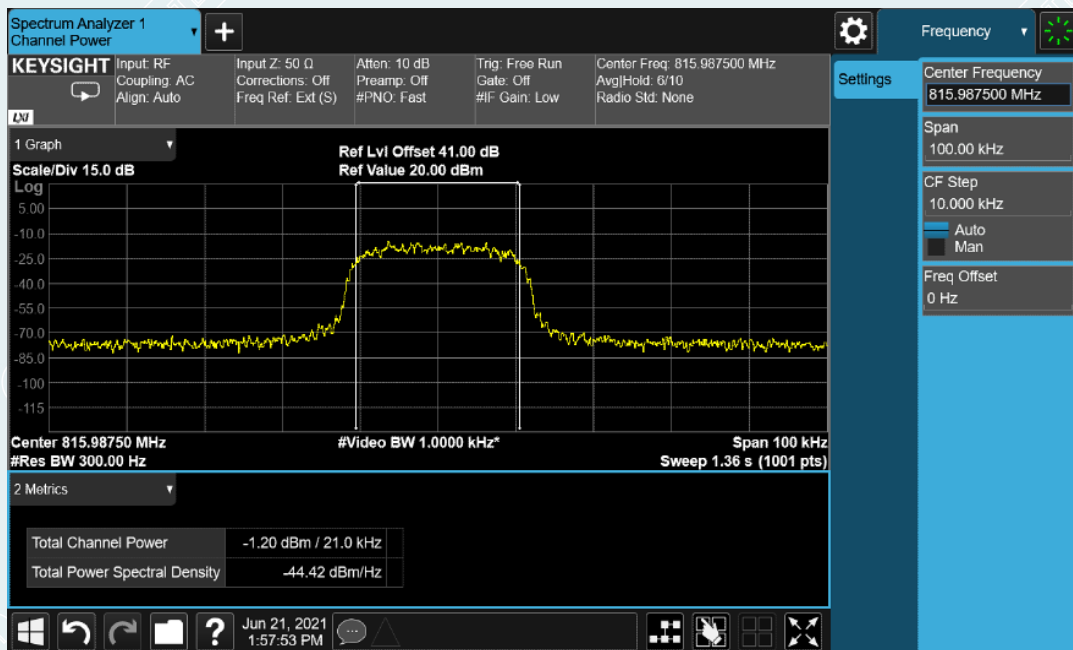 Spectrum Analyzer 1
Channel Power
+
Frequency
KEYSIGHT
LXI
Input: RF
Coupling: AC
Align: Auto
Input Z: 50 Ω
Corrections: Off
Freq Ref: Ext (S)
Atten: 10 dB
Preamp: Off
#PNO: Fast
Trig: Free Run
Gate: Off
#IF Gain: Low
Center Freq: 815.987500 MHz
Avg|Hold: 6/10
Radio Std: None
Settings
Center Frequency
815.987500 MHz
Span
100.00 kHz
CF Step
10.000 kHz
Auto
Man
Freq Offset
0 Hz
1 Graph
Scale/Div 15.0 dB
Ref Lvl Offset 41.00 dB
Ref Value 20.00 dBm
Log
5.00
-10.0
-25.0
-40.0
-55.0
-70.0
-85.0
-100
-115
Center 815.98750 MHz
#Video BW 1.0000 kHz*
Span 100 kHz
#Res BW 300.00 Hz
Sweep 1.36 s (1001 pts)
2 Metrics
Total Channel Power -1.20 dBm / 21.0 kHz
Total Power Spectral Density -44.42 dBm/Hz
?
Jun 21, 2021
1:57:53 PM